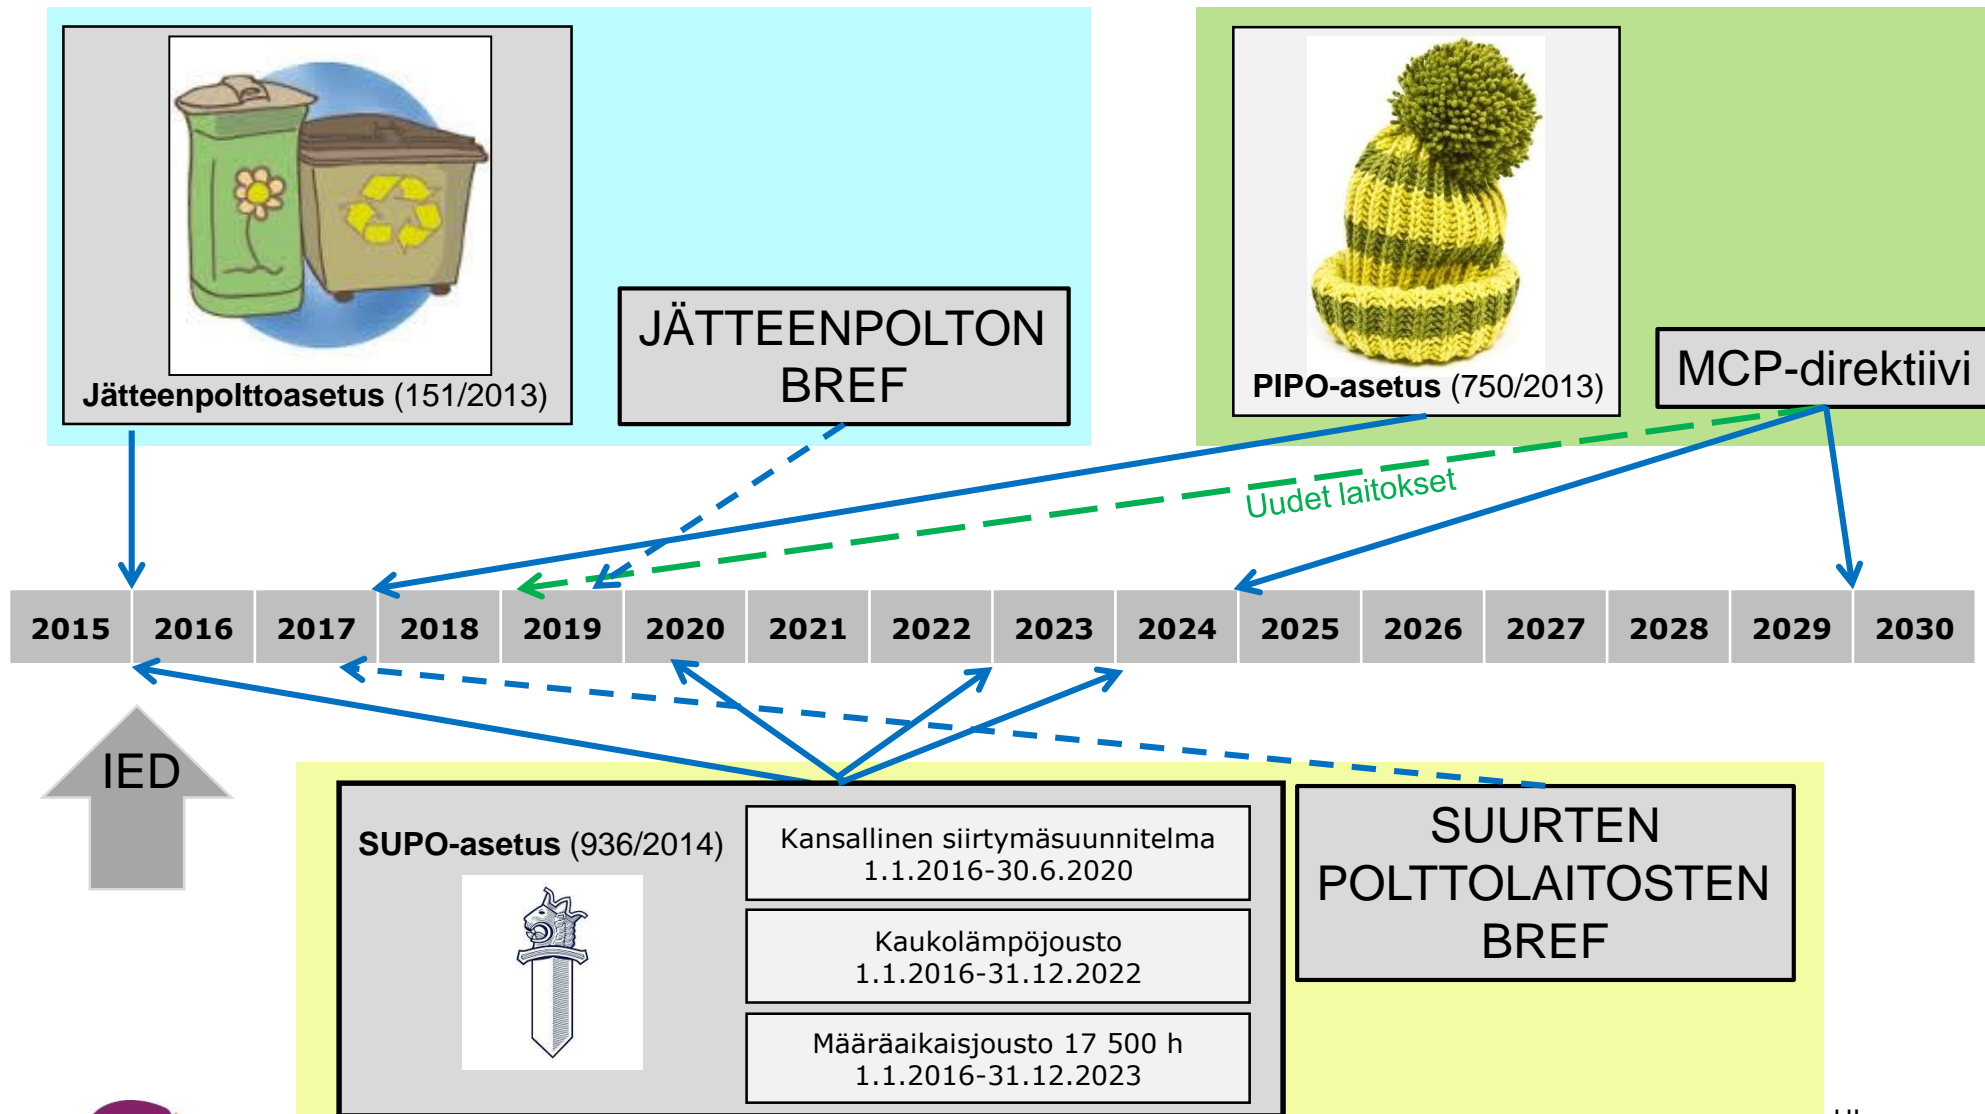 Jätteenpolttoasetus (151/2013)
JÄTTEENPOLTON
BREF
PIPO-asetus (750/2013)
MCP-direktiivi
Uudet laitokset
2015 2016 2017 2018 2019 2020 2021 2022 2023 2024 2025 2026 2027 2028 2029 2030
IED
SUPO-asetus (936/2014)
Kansallinen siirtymäsuunnitelma
1.1.2016-30.6.2020
Kaukolämpöjousto
1.1.2016-31.12.2022
Määräaikaisjousto 17 500 h
1.1.2016-31.12.2023
SUURTEN
POLTTOLAITOSTEN
BREF